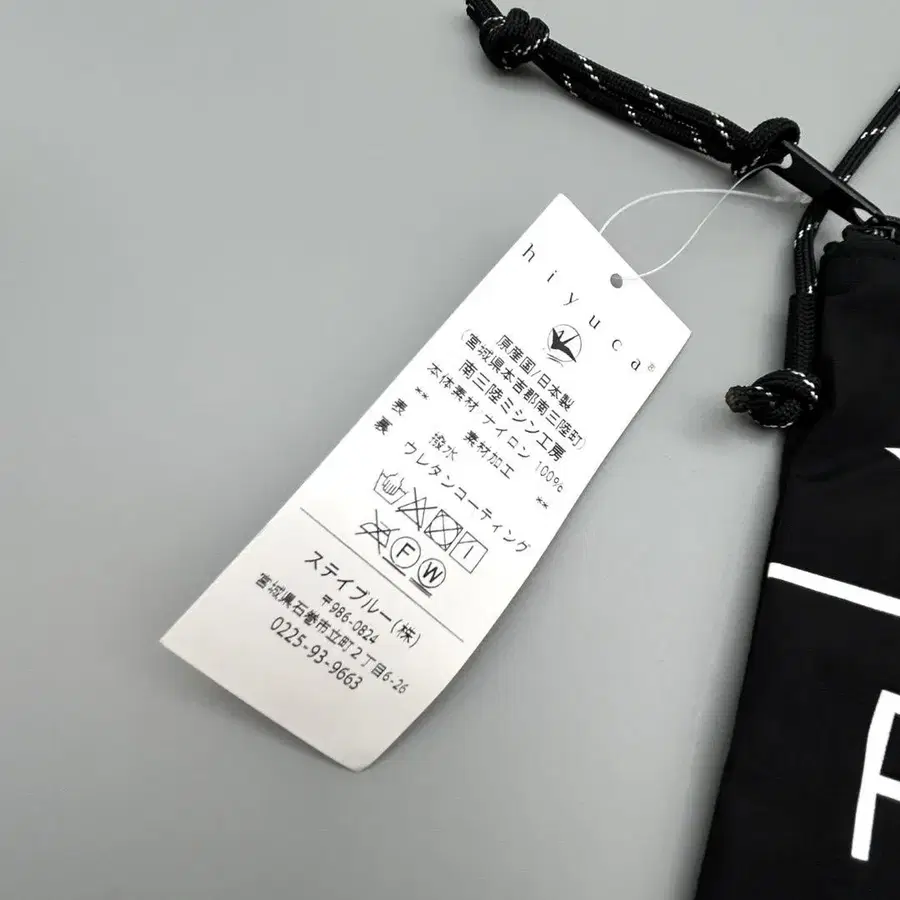 hiyuca®
原産国/日本製
(宮城県本吉郡南三陸町)
南三陸ミシン工房
本体素材 ナイロン 100%
** 素材加工 **
表 撥水
裏 ウレタンコーティング
F W
ステイブルー(株)
〒986-0824
宮城県石巻市立町2丁目6-26
0225-93-9663